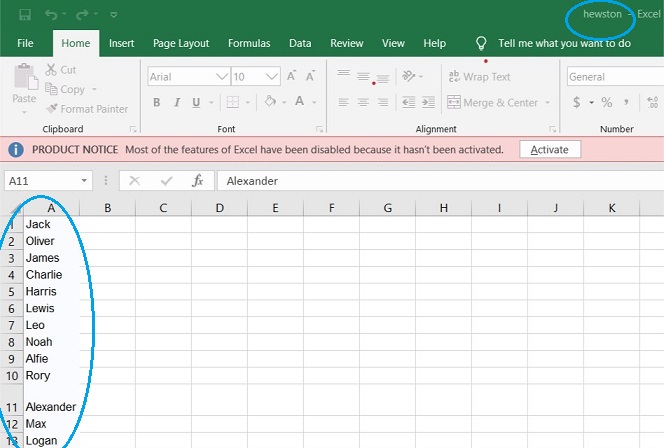 hewston - Excel
File Home Insert Page Layout Formulas Data Review View Help Tell me what you want to do
Paste
Cut
Copy
Format Painter
Clipboard
Arial 10 A A
B I U A
Font
ab Wrap Text
Merge & Center
Alignment
General
$ % ,
Number
PRODUCT NOTICE Most of the features of Excel have been disabled because it hasn't been activated. Activate
A11 fx Alexander
A B C D E F G H I J K
1 Jack
2 Oliver
3 James
4 Charlie
5 Harris
6 Lewis
7 Leo
8 Noah
9 Alfie
10 Rory
11 Alexander
12 Max
13 Logan